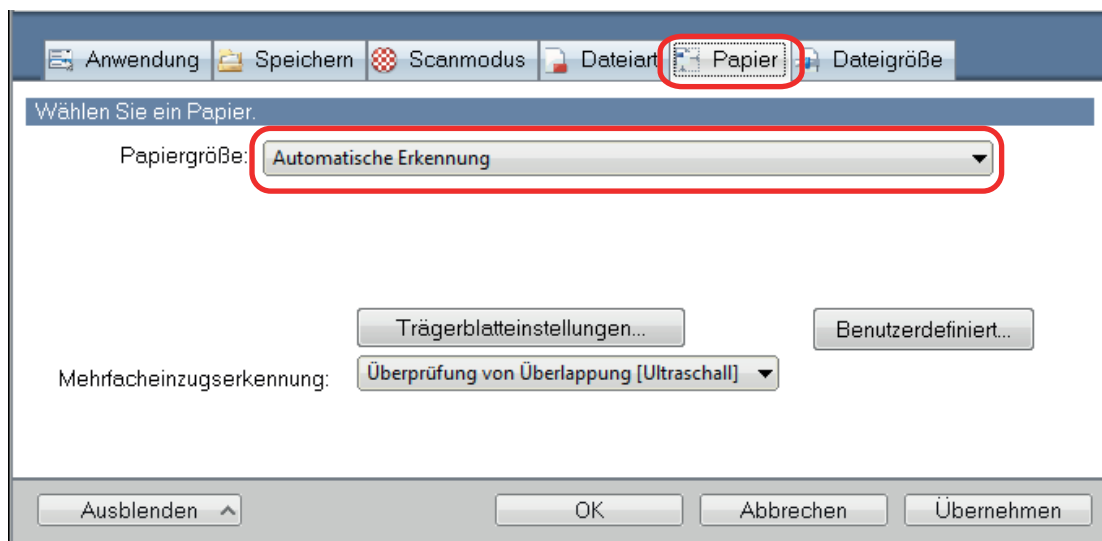 Anwendung Speichern Scanmodus Dateiart Papier Dateigröße
Wählen Sie ein Papier.
Papiergröße: Automatische Erkennung
Trägerblatteinstellungen... Benutzerdefiniert...
Mehrfacheinzugserkennung: Überprüfung von Überlappung [Ultraschall]
Ausblenden OK Abbrechen Übernehmen